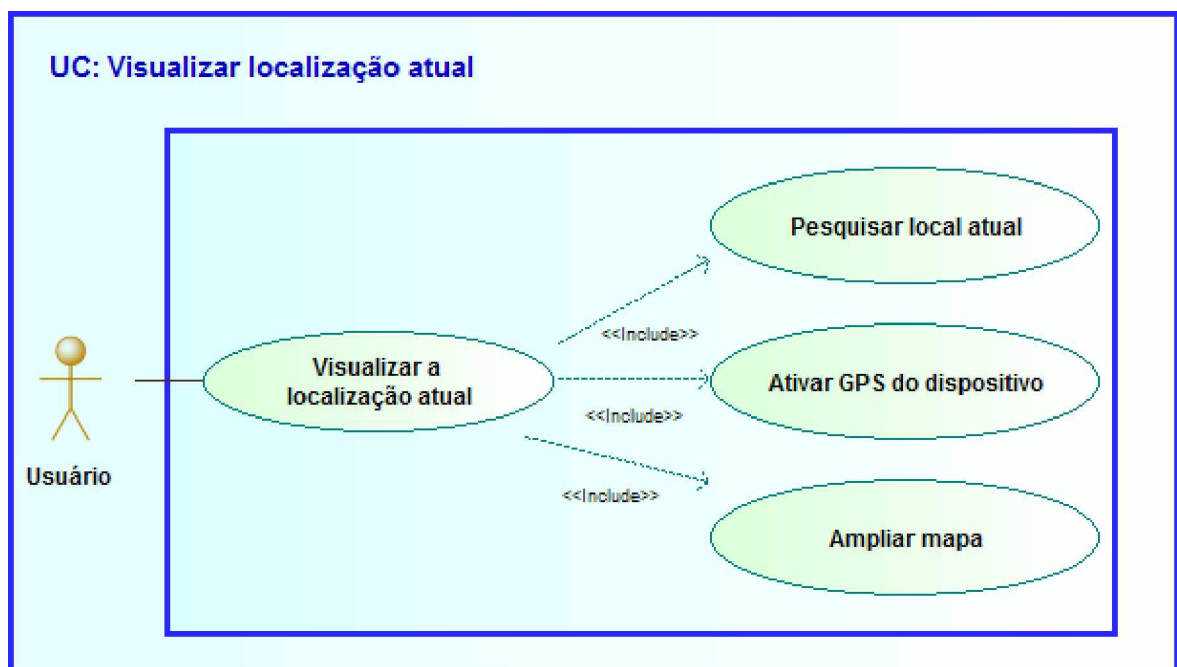 UC: Visualizar localização atual
Pesquisar local atual
<<Include>>
Visualizar a
localização atual
Ativar GPS do dispositivo
<<Include>>
Usuário
<<Include>>
Ampliar mapa